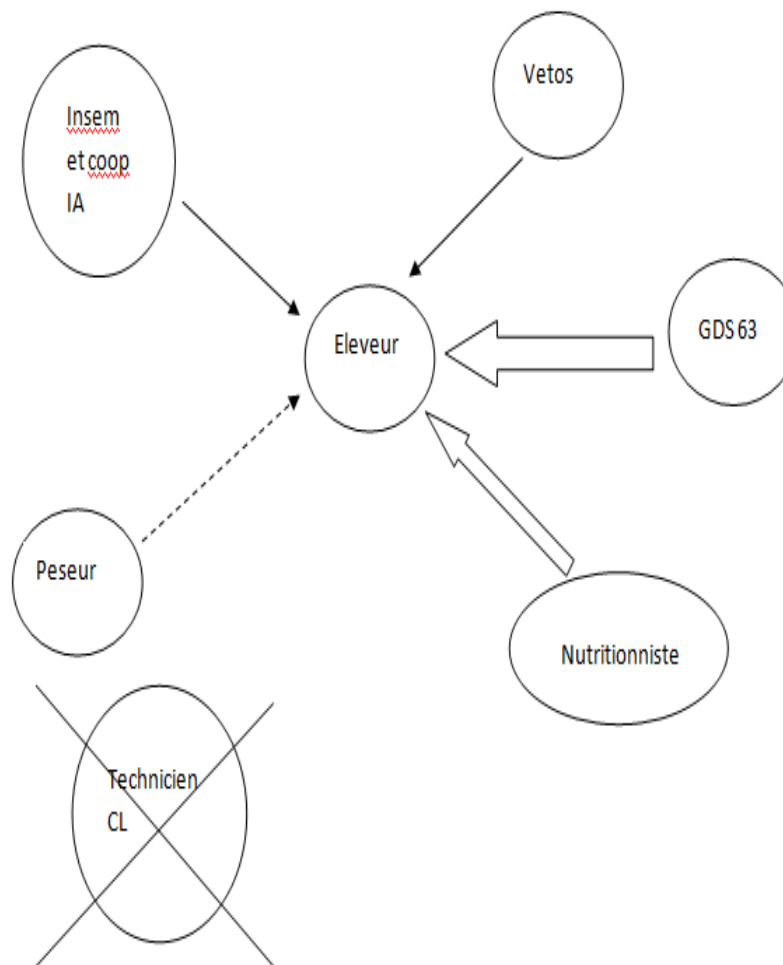 Vetos
Insem
et coop
IA
GDS 63
Eleveur
Peseur
Nutritionniste
Technicien
CL